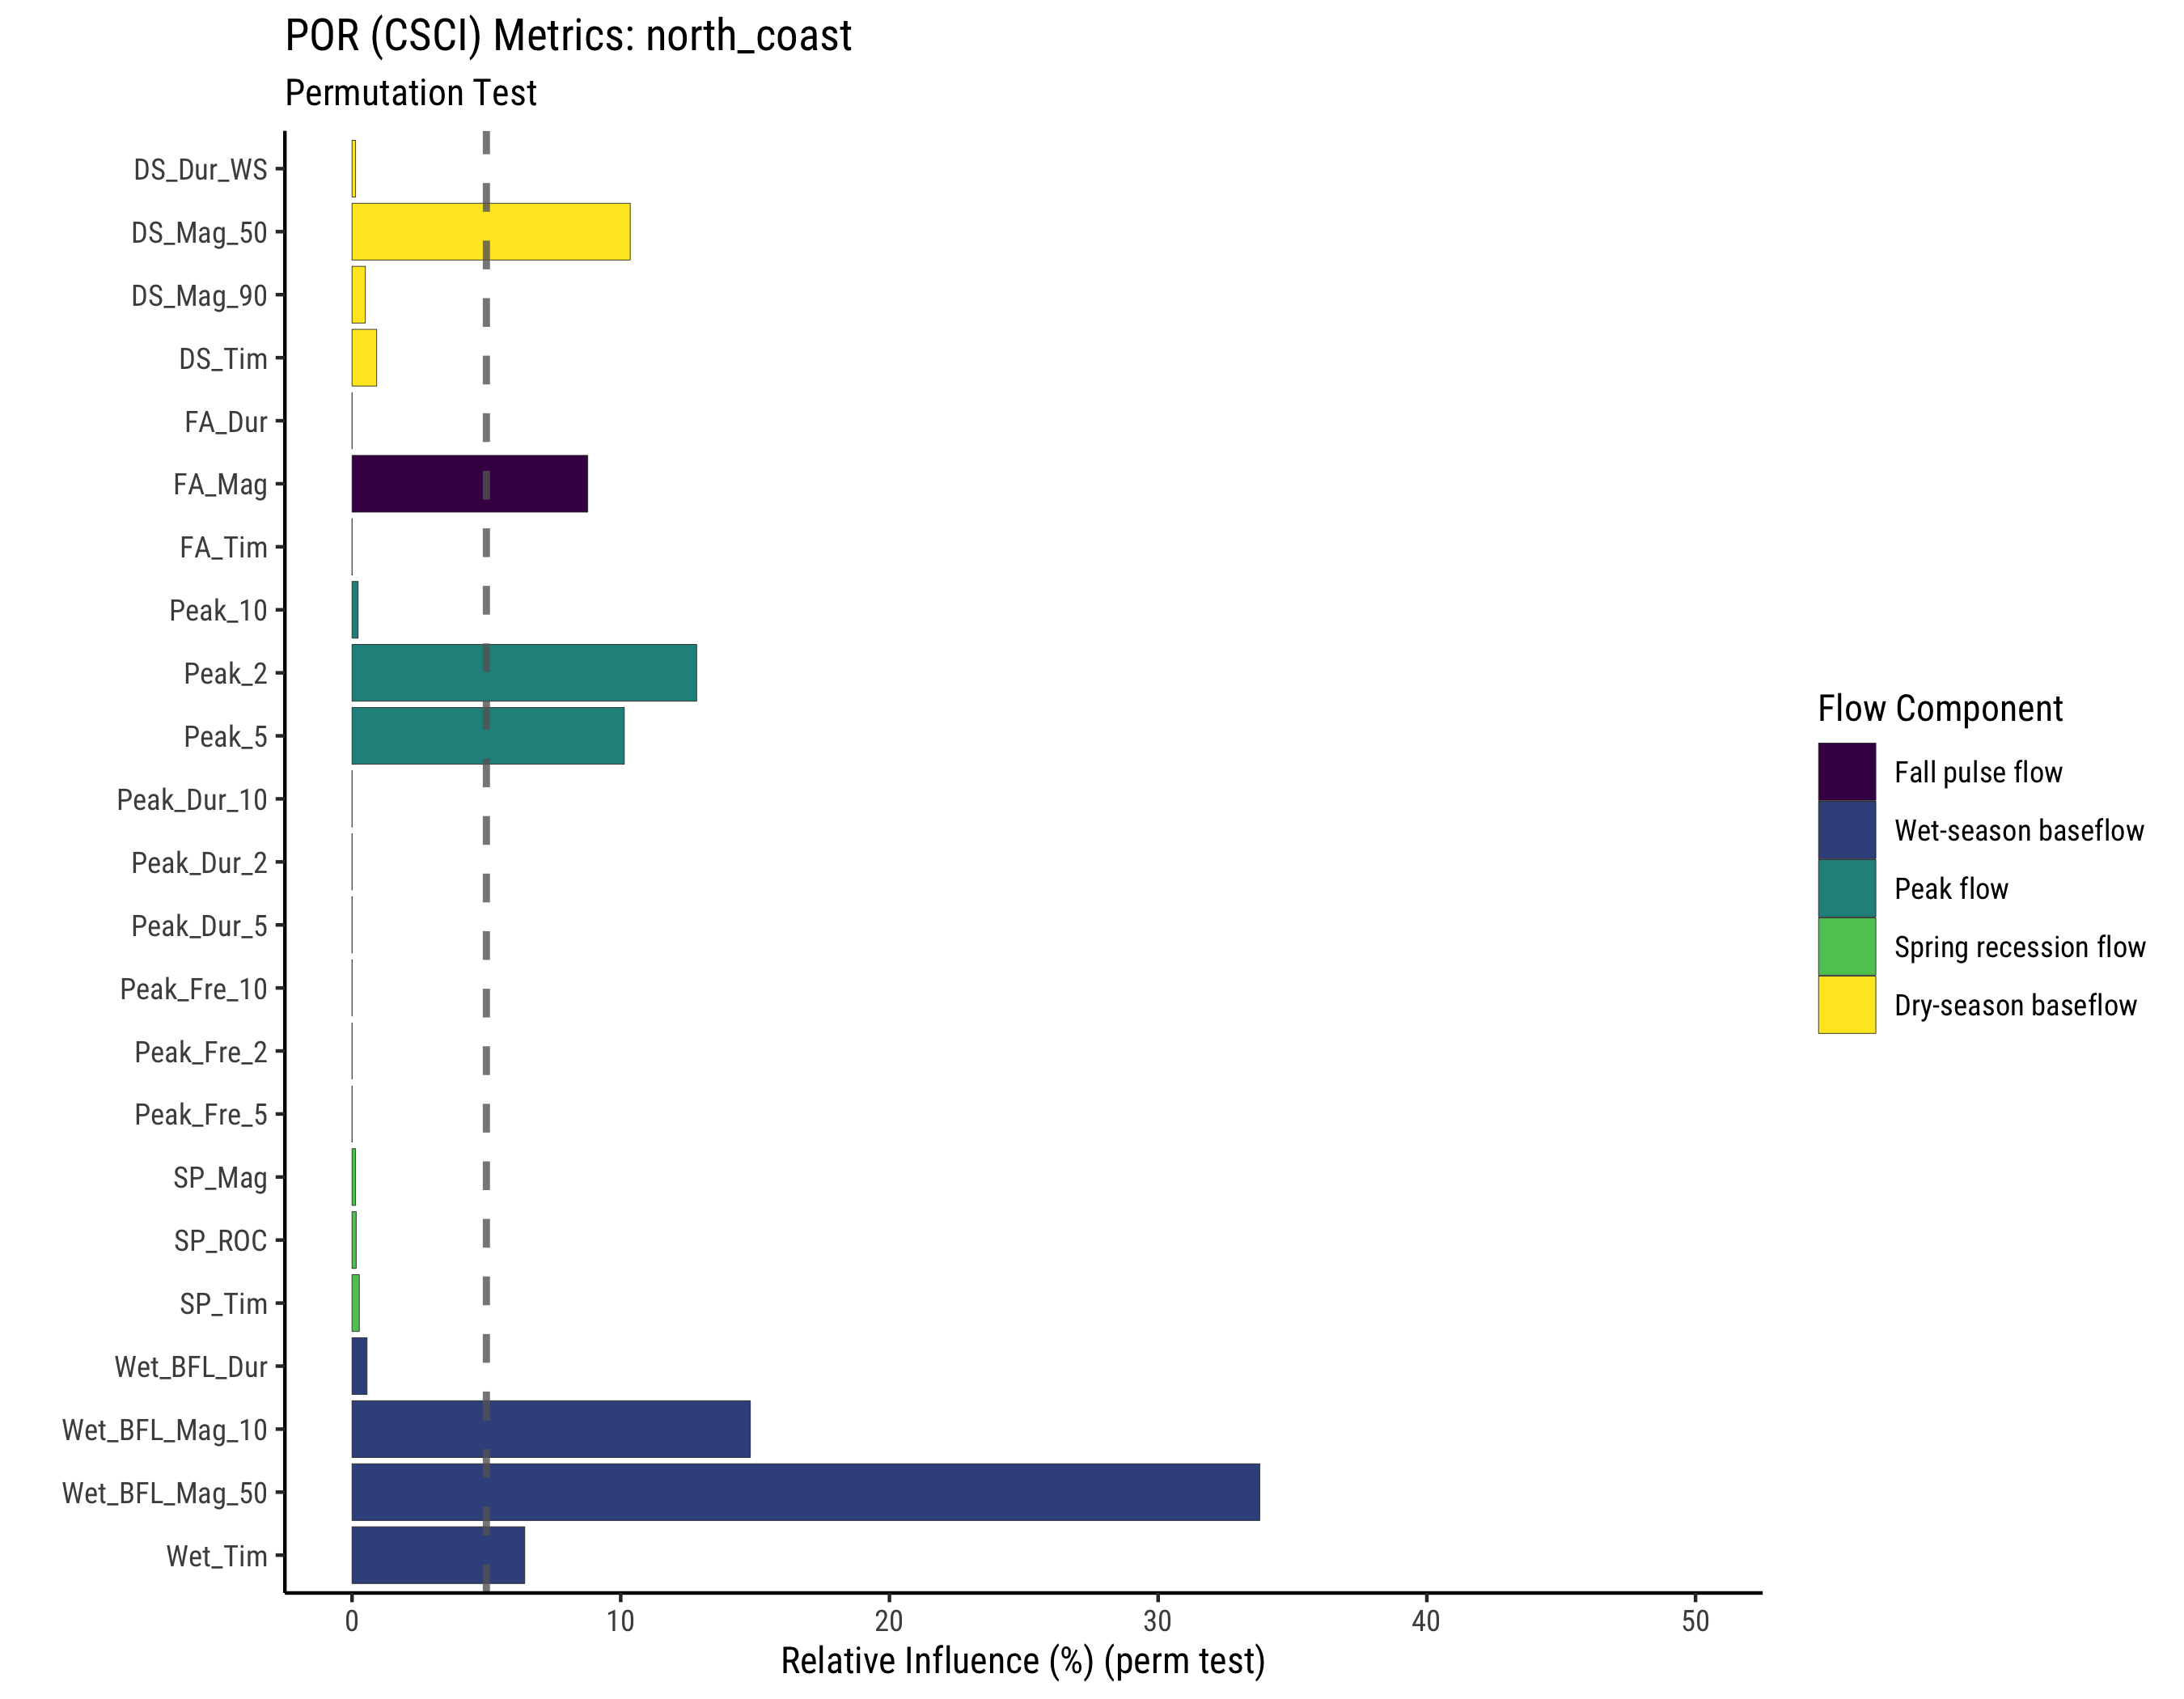 POR (CSCI) Metrics: north_coast
Permutation Test
DS_Dur_WS
DS_Mag_50
DS_Mag_90
DS_Tim
FA_Dur
FA_Mag
FA_Tim
Peak_10
Peak_2
Peak_5
Peak_Dur_10
Peak_Dur_2
Peak_Dur_5
Peak_Fre_10
Peak_Fre_2
Peak_Fre_5
SP_Mag
SP_ROC
SP_Tim
Wet_BFL_Dur
Wet_BFL_Mag_10
Wet_BFL_Mag_50
Wet_Tim
0 10 20 30 40 50
Relative Influence (%) (perm test)
Flow Component
Fall pulse flow
Wet-season baseflow
Peak flow
Spring recession flow
Dry-season baseflow